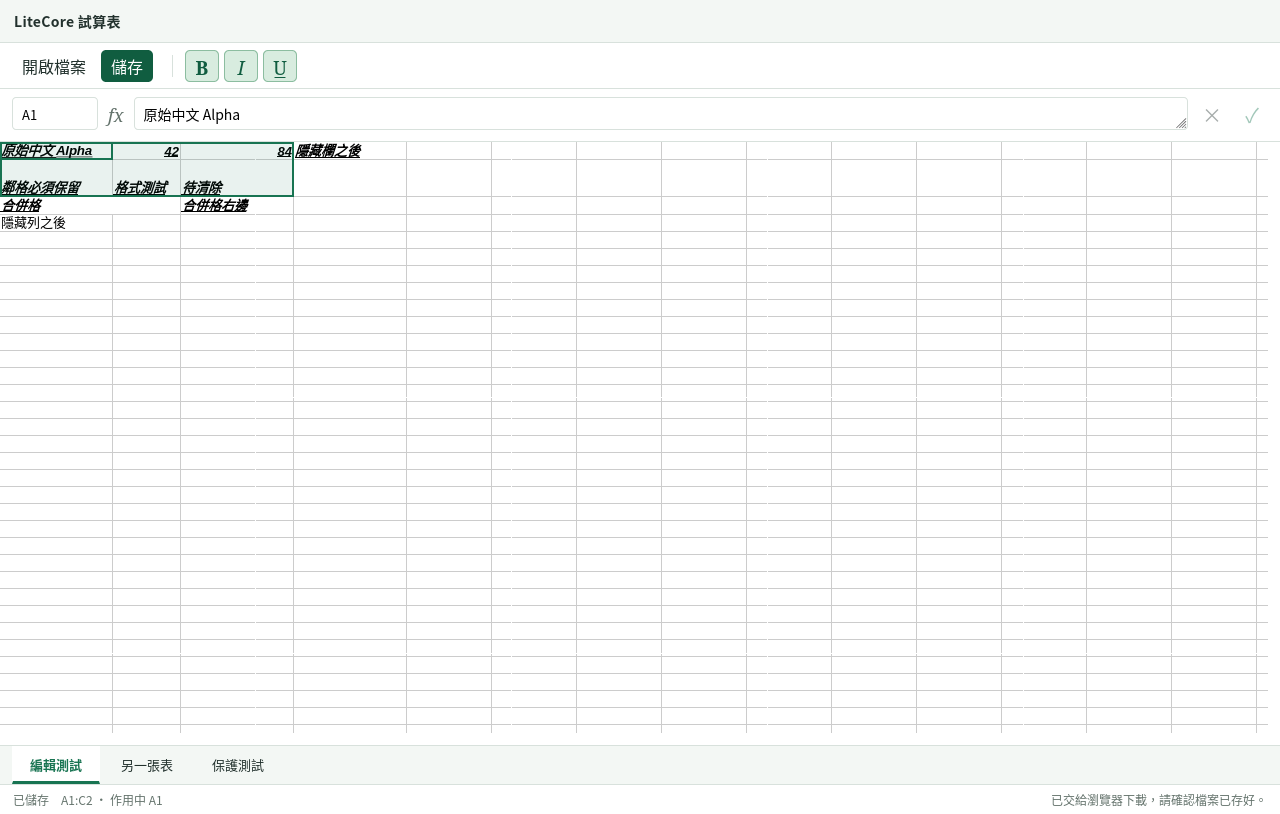 LiteCore 試算表
開啟檔案 儲存 B I U
A1 fx 原始中文 Alpha
原始中文 Alpha 42 84 隱藏欄之後
鄰格必須保留 格式測試 待清除
合併格 合併格右邊
隱藏列之後
編輯測試 另一張表 保護測試
已儲存 A1:C2 · 作用中 A1 已交給瀏覽器下載，請確認檔案已存好。